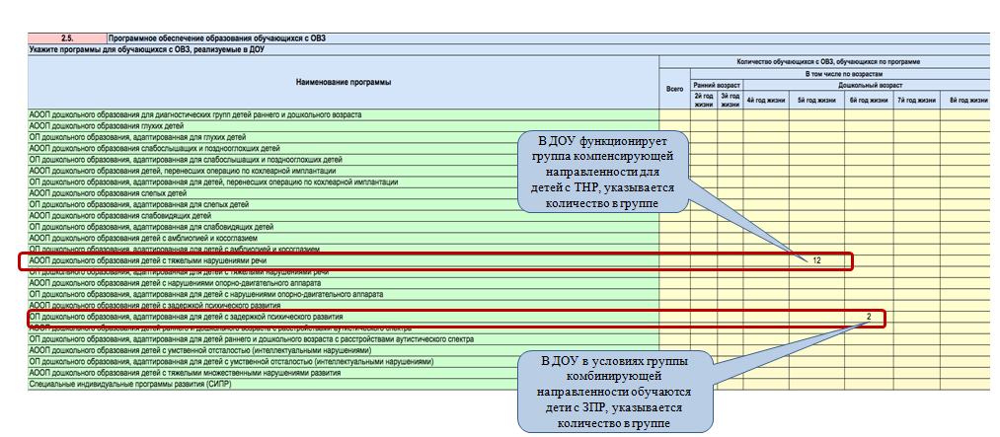 2.5. Программное обеспечение образования обучающихся с ОВЗ
Укажите программы для обучающихся с ОВЗ, реализуемые в ДОУ
Наименование программы
Количество обучающихся с ОВЗ, обучающихся по программе
Всего
В том числе по возрастам
Ранний возраст
Дошкольный возраст
2й год жизни
3й год жизни
4й год жизни
5й год жизни
6й год жизни
7й год жизни
8й год жизни
АООП дошкольного образования для диагностических групп детей раннего и дошкольного возраста
АООП дошкольного образования глухих детей
ОП дошкольного образования, адаптированная для глухих детей
АООП дошкольного образования слабослышащих и позднооглохших детей
ОП дошкольного образования, адаптированная для слабослышащих и позднооглохших детей
АООП дошкольного образования детей, перенесших операцию по кохлеарной имплантации
ОП дошкольного образования, адаптированная для детей, перенесших операцию по кохлеарной имплантации
АООП дошкольного образования слепых детей
ОП дошкольного образования, адаптированная для слепых детей
АООП дошкольного образования слабовидящих детей
ОП дошкольного образования, адаптированная для слабовидящих детей
АООП дошкольного образования детей с амблиопией и косоглазием
ОП дошкольного образования, адаптированная для детей с амблиопией и косоглазием
АООП дошкольного образования детей с тяжелыми нарушениями речи 12
ОП дошкольного образования, адаптированная для детей с тяжелыми нарушениями речи
АООП дошкольного образования детей с нарушениями опорно-двигательного аппарата
ОП дошкольного образования, адаптированная для детей с нарушениями опорно-двигательного аппарата
АООП дошкольного образования детей с задержкой психического развития
ОП дошкольного образования, адаптированная для детей с задержкой психического развития 2
АООП дошкольного образования детей раннего и дошкольного возраста с расстройствами аутистического спектра
ОП дошкольного образования, адаптированная для детей раннего и дошкольного возраста с расстройствами аутистического спектра
АООП дошкольного образования детей с умственной отсталостью (интеллектуальными нарушениями)
ОП дошкольного образования, адаптированная для детей с умственной отсталостью (интеллектуальными нарушениями)
АООП дошкольного образования детей с тяжелыми множественными нарушениями развития
Специальные индивидуальные программы развития (СИПР)
В ДОУ функционирует
группа компенсирующей
направленности для
детей с ТНР, указывается
количество в группе
В ДОУ в условиях группы
комбинирующей
направленности обучаются
дети с ЗПР, указывается
количество в группе